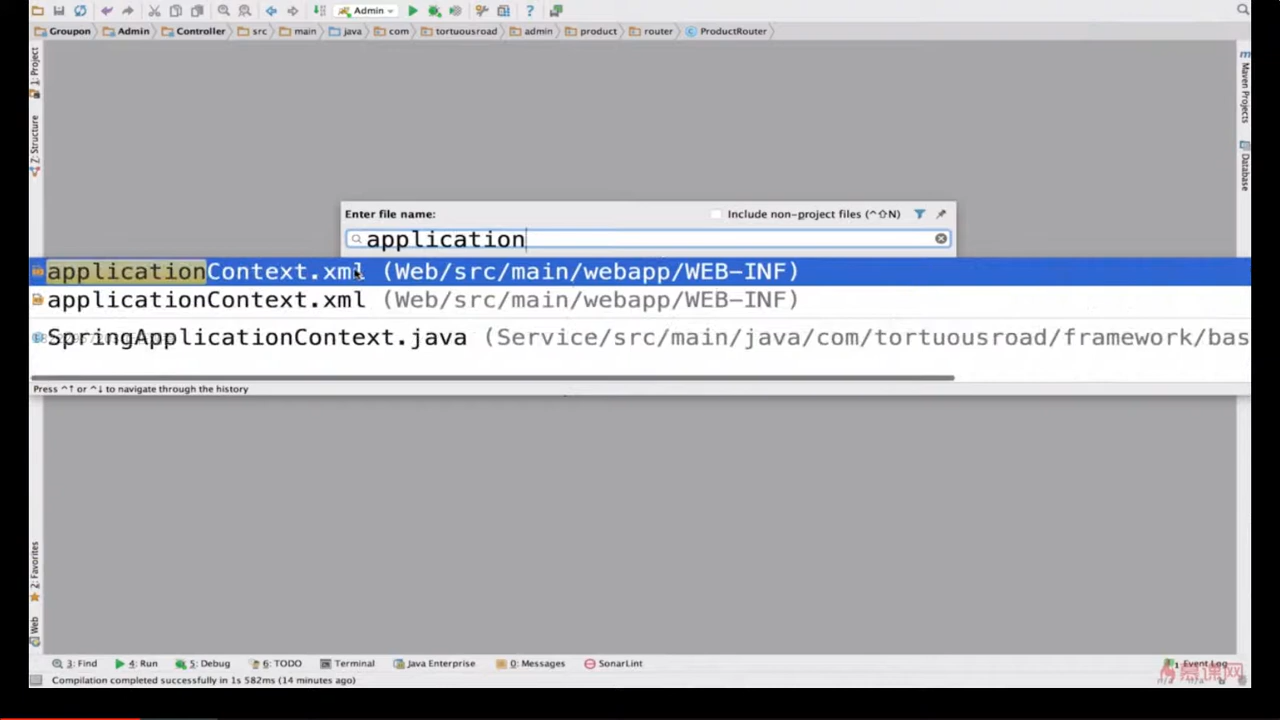 Admin
Groupon Admin Controller src main java com tortuousroad admin product router ProductRouter
1: Project
Z: Structure
Maven Projects
Database
Enter file name:
Include non-project files (^⇧N)
application
applicationContext.xml (Web/src/main/webapp/WEB-INF)
applicationContext.xml (Web/src/main/webapp/WEB-INF)
SpringApplicationContext.java (Service/src/main/java/com/tortuousroad/framework/bas
Press ^↑ or ^↓ to navigate through the history
2: Favorites
Web
3: Find 4: Run 5: Debug 6: TODO Terminal Java Enterprise 0: Messages SonarLint Event Log
慕课网
Compilation completed successfully in 1s 582ms (14 minutes ago)
n/a n/a